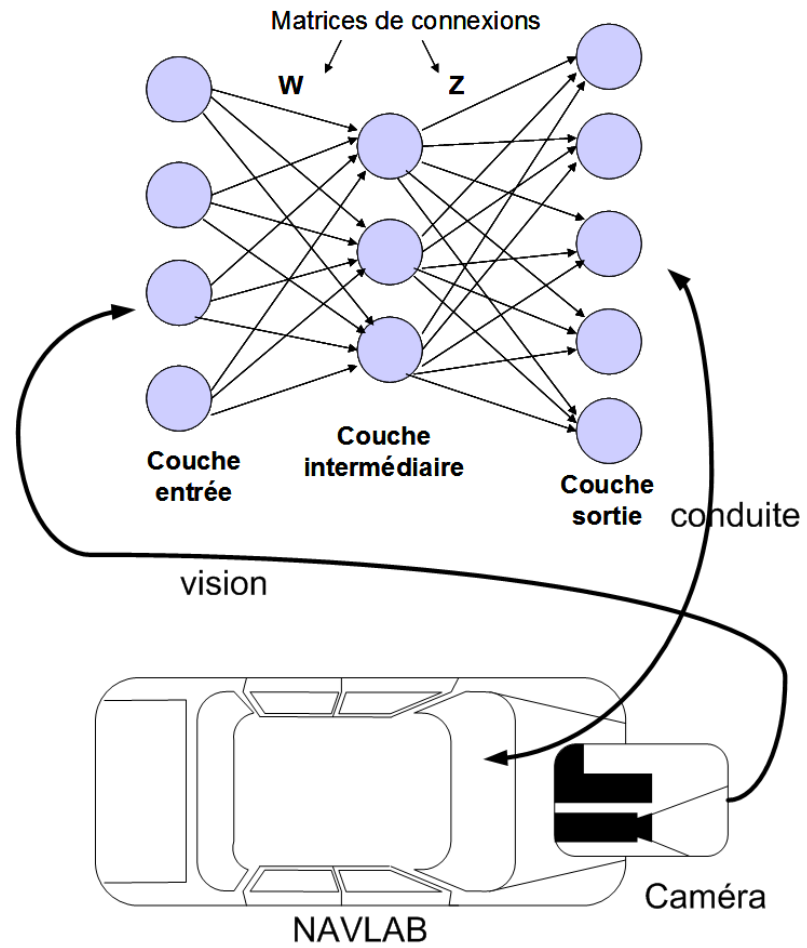 Matrices de connexions
W
Z
Couche
entrée
Couche
intermédiaire
Couche
sortie
conduite
vision
Caméra
NAVLAB